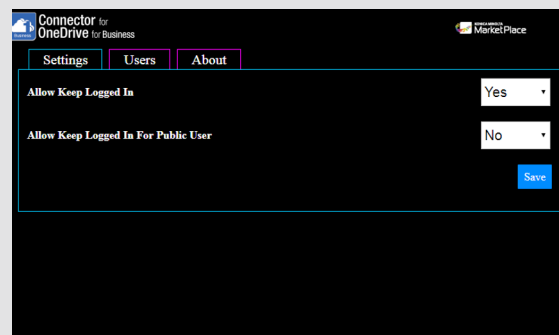 Connector for
OneDrive for Business
Business
KONICA MINOLTA
MarketPlace
Settings
Users
About
Allow Keep Logged In
Yes
Allow Keep Logged In For Public User
No
Save